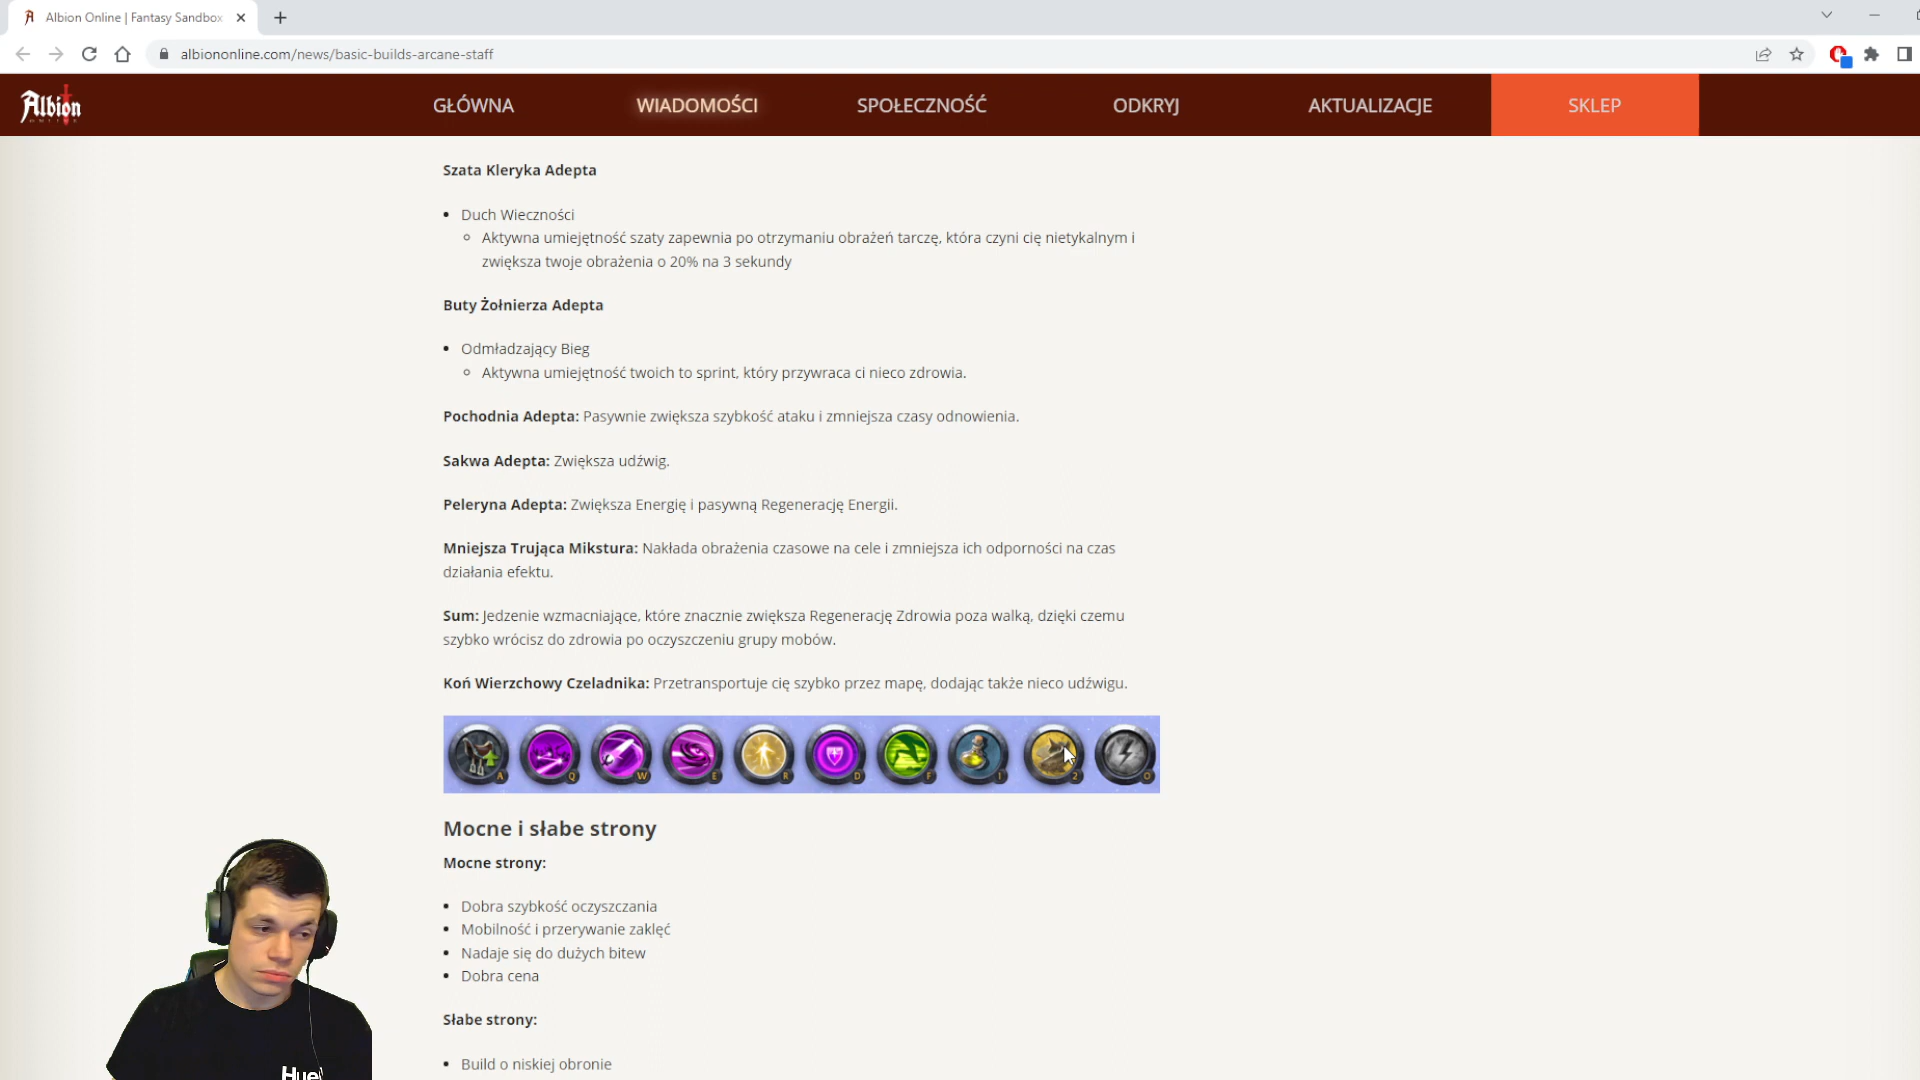 Albion Online | Fantasy Sandbox
albiononline.com/news/basic-builds-arcane-staff
Albion
ONLINE
GŁÓWNA
WIADOMOŚCI
SPOŁECZNOŚĆ
ODKRYJ
AKTUALIZACJE
SKLEP
Szata Kleryka Adepta
Duch Wieczności
Aktywna umiejętność szaty zapewnia po otrzymaniu obrażeń tarczę, która czyni cię nietykalnym i
zwiększa twoje obrażenia o 20% na 3 sekundy
Buty Żołnierza Adepta
Odmładzający Bieg
Aktywna umiejętność twoich to sprint, który przywraca ci nieco zdrowia.
Pochodnia Adepta: Pasywnie zwiększa szybkość ataku i zmniejsza czasy odnowienia.
Sakwa Adepta: Zwiększa udźwig.
Peleryna Adepta: Zwiększa Energię i pasywną Regenerację Energii.
Mniejsza Trująca Mikstura: Nakłada obrażenia czasowe na cele i zmniejsza ich odporności na czas
działania efektu.
Sum: Jedzenie wzmacniające, które znacznie zwiększa Regenerację Zdrowia poza walką, dzięki czemu
szybko wrócisz do zdrowia po oczyszczeniu grupy mobów.
Koń Wierzchowy Czeladnika: Przetransportuje cię szybko przez mapę, dodając także nieco udźwigu.
A Q W E R D F 1 2 O
Mocne i słabe strony
Mocne strony:
Dobra szybkość oczyszczania
Mobilność i przerywanie zaklęć
Nadaje się do dużych bitew
Dobra cena
Słabe strony:
Build o niskiej obronie